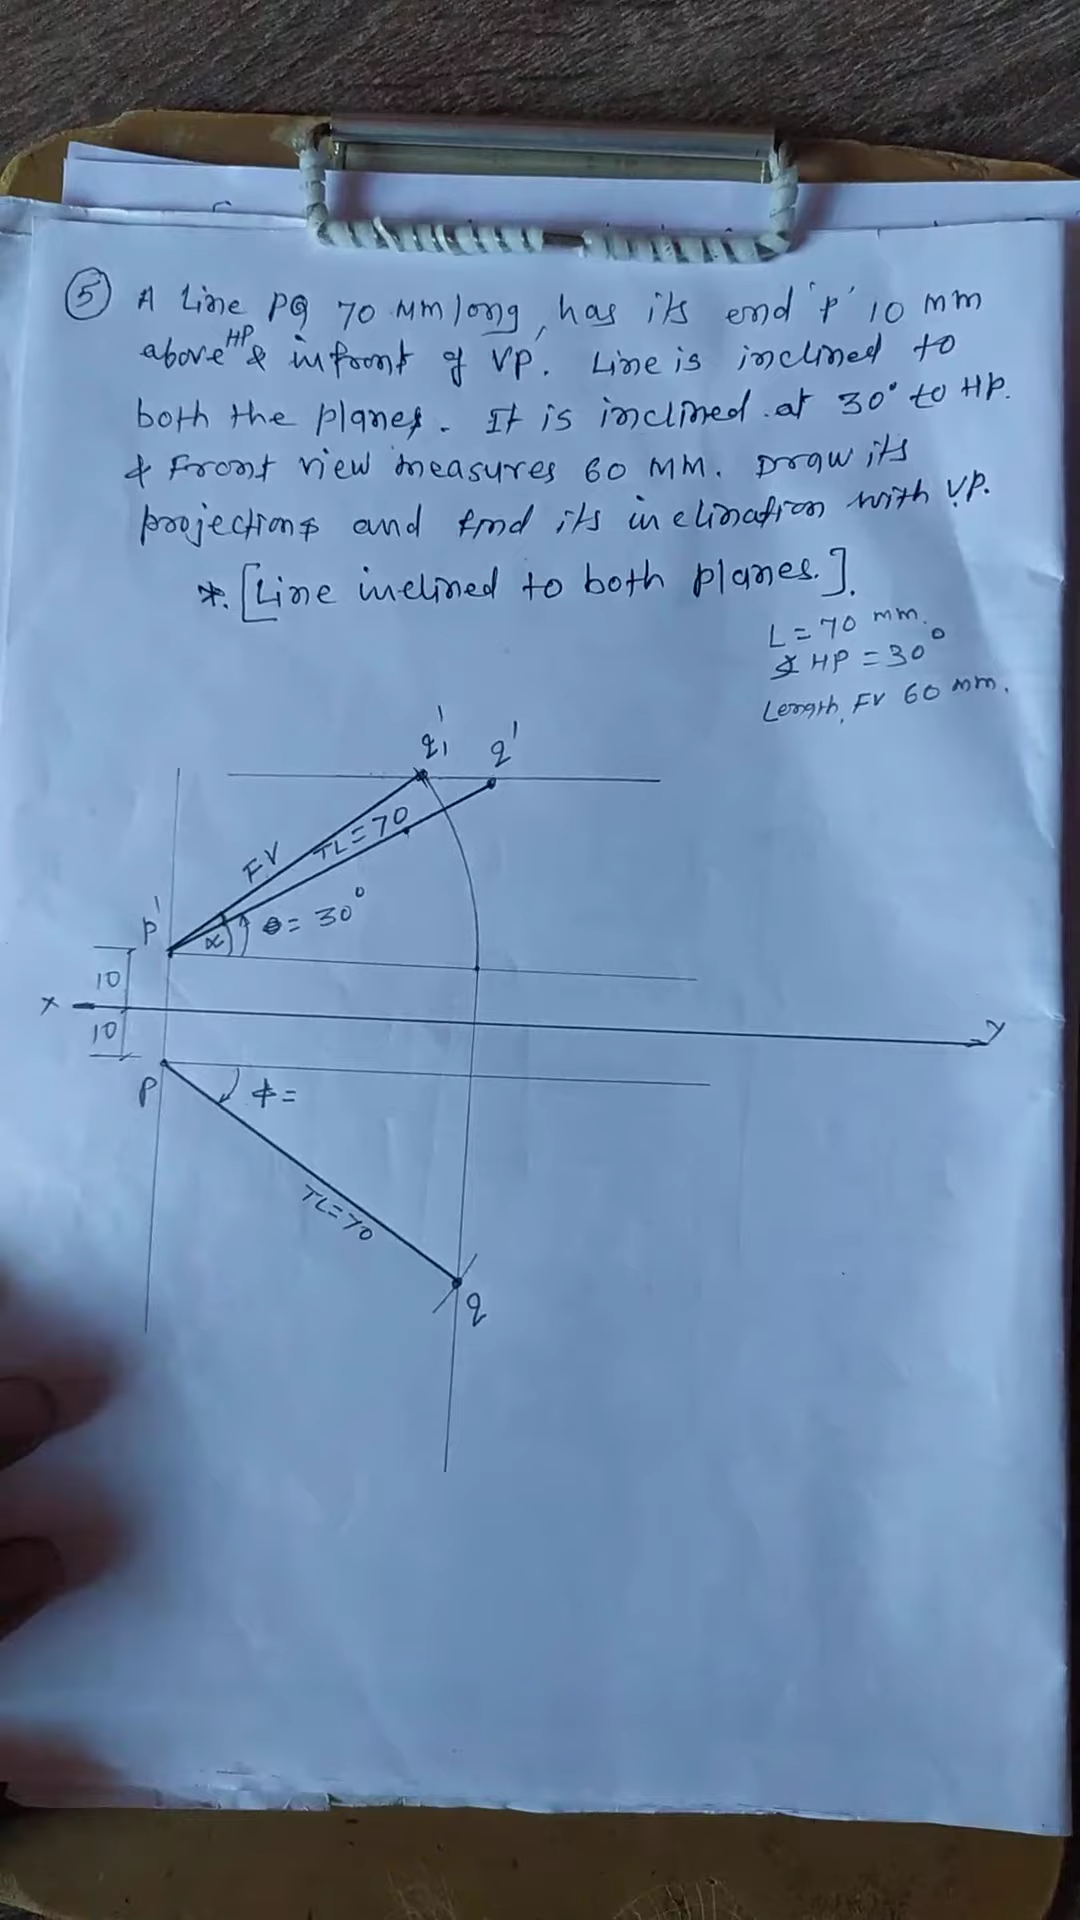 ⑤ A Line PQ 70 MM long, has its end 'P' 10 mm
above HP & infront of VP. Line is inclined to
both the planes. It is inclined at 30° to HP.
& Front view measures 60 MM. Draw its
projections and find its inclination with VP.
*. [Line inclined to both planes.].
L = 70 mm.
∠ HP = 30°
Length, FV 60 mm.
q₁' q'
FV TL = 70
P' α θ = 30°
10
X Y
10
P ϕ =
TL = 70
q